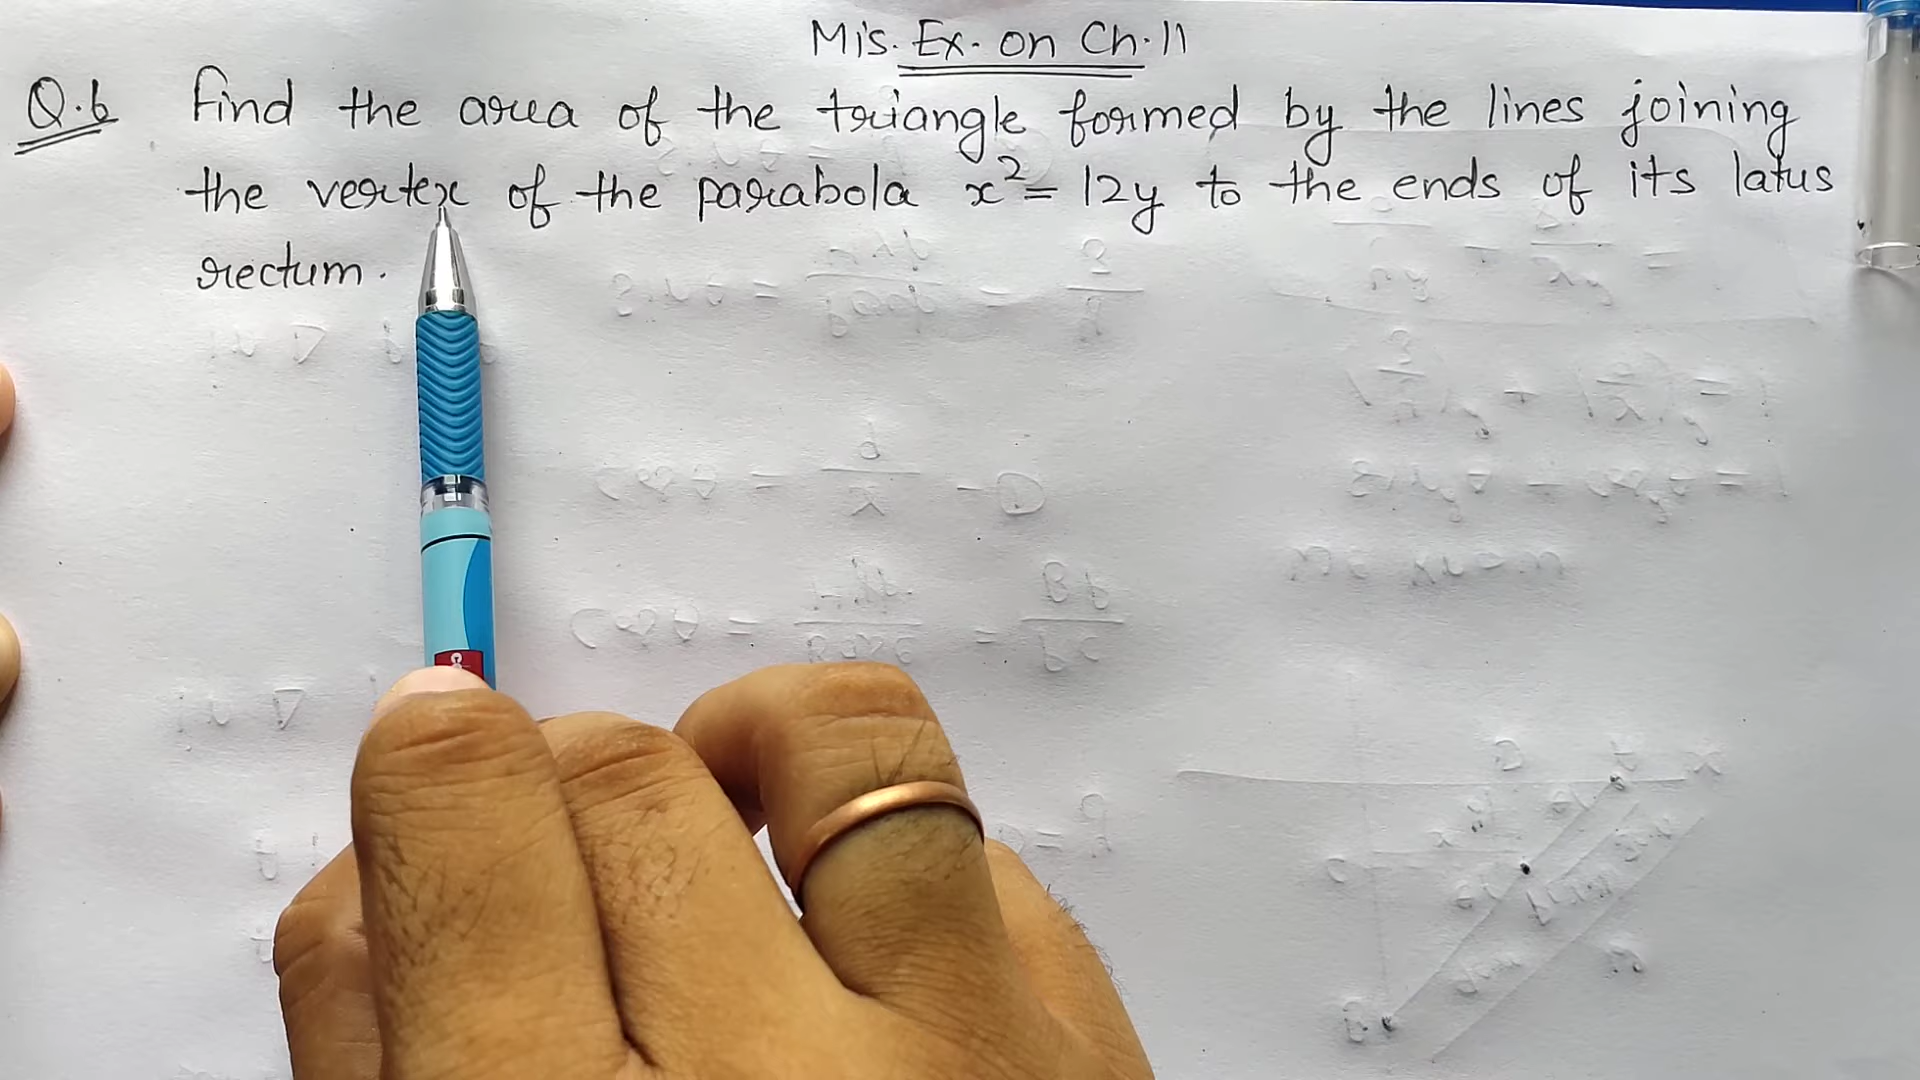 Mis. Ex. on Ch. 11
Q.6 Find the area of the triangle formed by the lines joining
the vertex of the parabola x² = 12y to the ends of its latus
rectum.